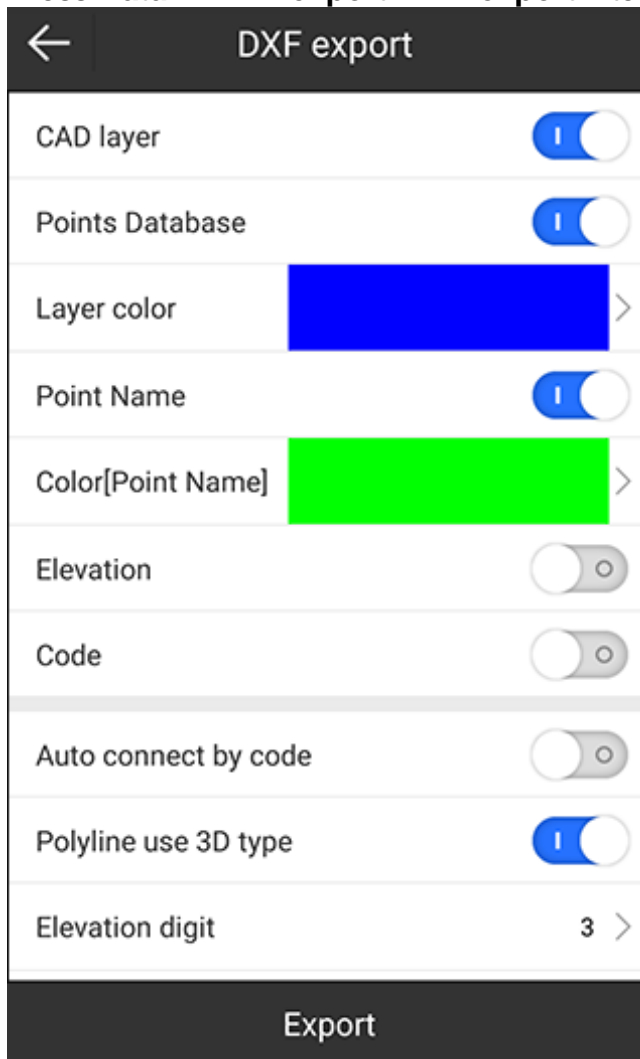 DXF export
CAD layer
Points Database
Layer color
Point Name
Color[Point Name]
Elevation
Code
Auto connect by code
Polyline use 3D type
Elevation digit 3
Export